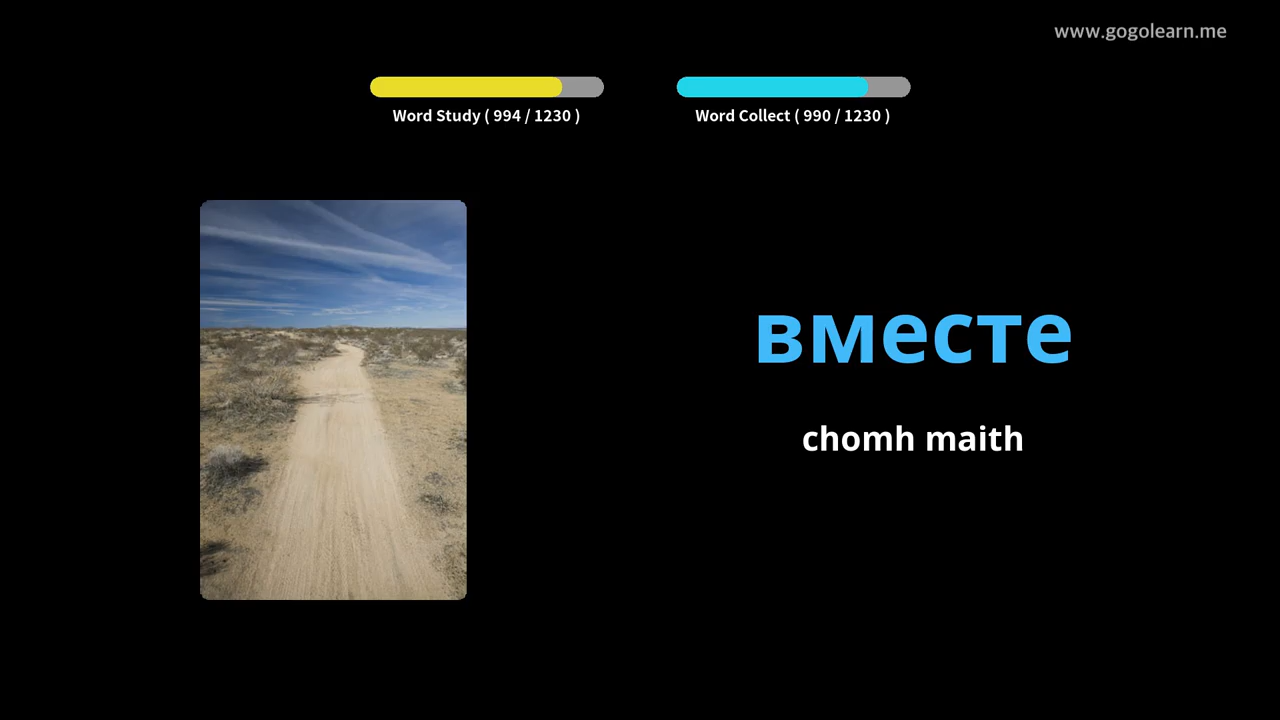 www.gogolearn.me
Word Study ( 994 / 1230 )
Word Collect ( 990 / 1230 )
вместе
chomh maith